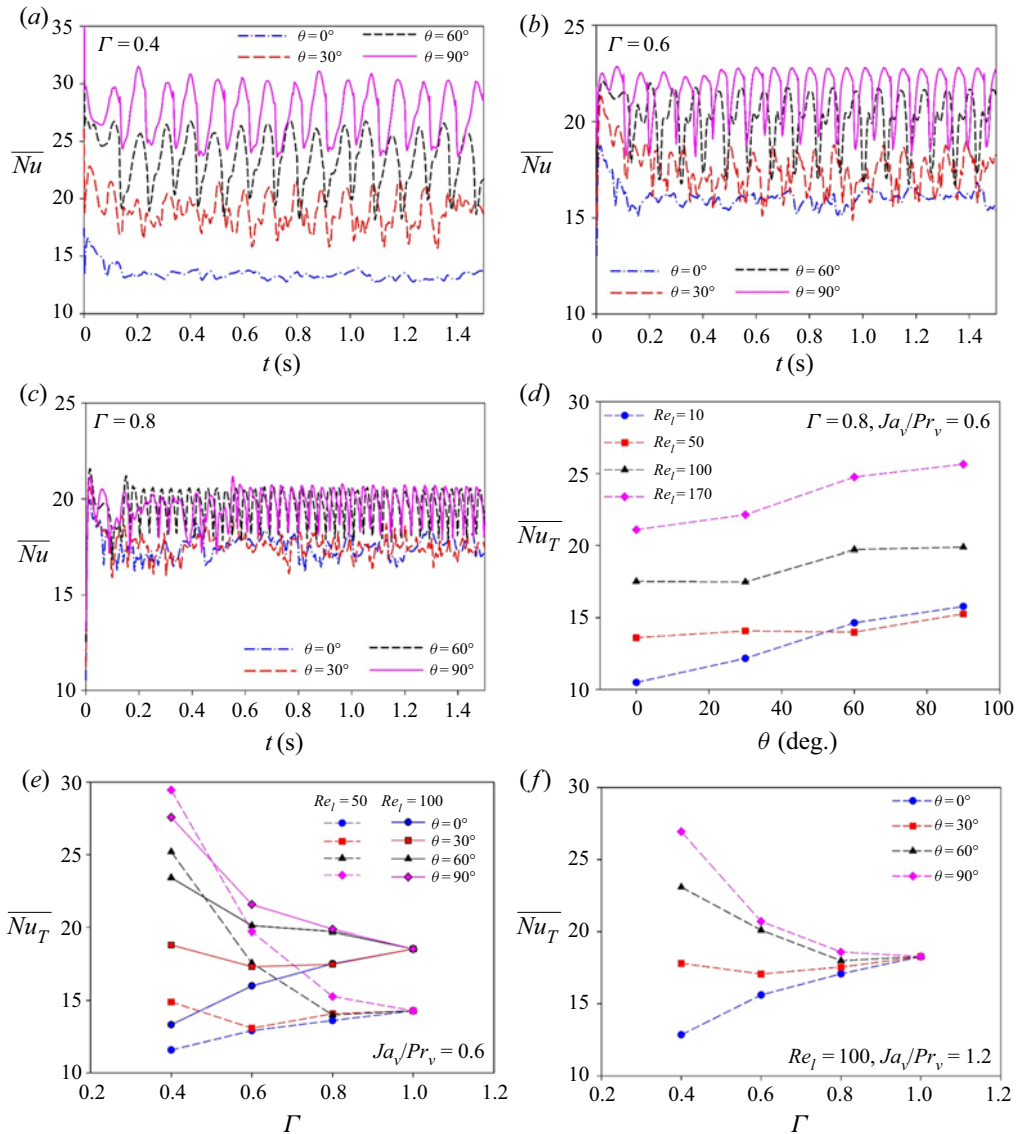 (a)
35
Γ = 0.4
θ = 0°
θ = 60°
θ = 30°
θ = 90°
30
25
Nu
20
15
10
0
0.2
0.4
0.6
0.8
1.0
1.2
1.4
t (s)
(b)
25
Γ = 0.6
20
Nu
15
θ = 0°
θ = 60°
θ = 30°
θ = 90°
10
0
0.2
0.4
0.6
0.8
1.0
1.2
1.4
t (s)
(c)
25
Γ = 0.8
20
Nu
15
θ = 0°
θ = 60°
θ = 30°
θ = 90°
10
0
0.2
0.4
0.6
0.8
1.0
1.2
1.4
t (s)
(d)
30
Re_l = 10
Γ = 0.8, Ja_v/Pr_v = 0.6
Re_l = 50
Re_l = 100
Re_l = 170
25
Nu_T
20
15
10
0
20
40
60
80
100
θ (deg.)
(e)
30
Re_l = 50
Re_l = 100
θ = 0°
θ = 30°
θ = 60°
θ = 90°
25
Nu_T
20
15
Ja_v/Pr_v = 0.6
10
0.2
0.4
0.6
0.8
1.0
1.2
Γ
(f)
30
θ = 0°
θ = 30°
θ = 60°
θ = 90°
25
Nu_T
20
15
Re_l = 100, Ja_v/Pr_v = 1.2
10
0.2
0.4
0.6
0.8
1.0
1.2
Γ